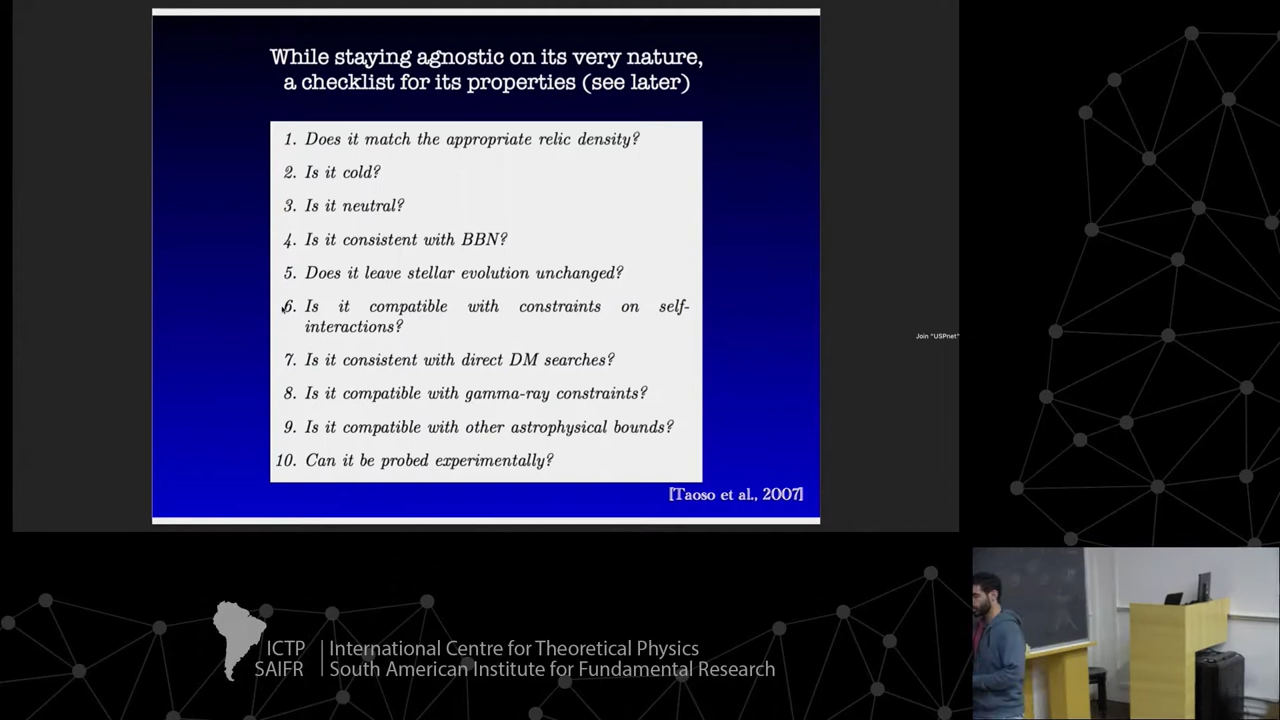 While staying agnostic on its very nature,
a checklist for its properties (see later)
1. Does it match the appropriate relic density?
2. Is it cold?
3. Is it neutral?
4. Is it consistent with BBN?
5. Does it leave stellar evolution unchanged?
6. Is it compatible with constraints on self-
interactions?
7. Is it consistent with direct DM searches?
8. Is it compatible with gamma-ray constraints?
9. Is it compatible with other astrophysical bounds?
10. Can it be probed experimentally?
[Taoso et al., 2007]
Join "USPnet"
ICTP
SAIFR
International Centre for Theoretical Physics
South American Institute for Fundamental Research